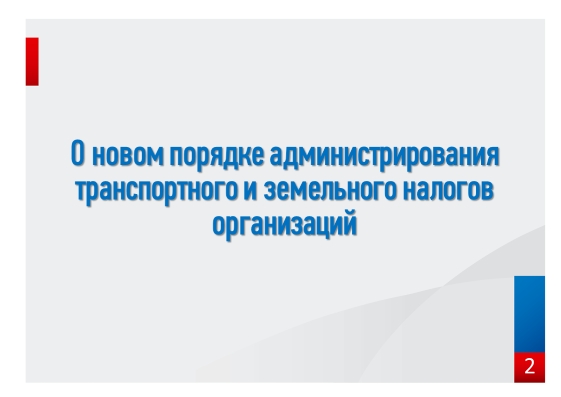 О новом порядке администрирования
транспортного и земельного налогов
организаций
2